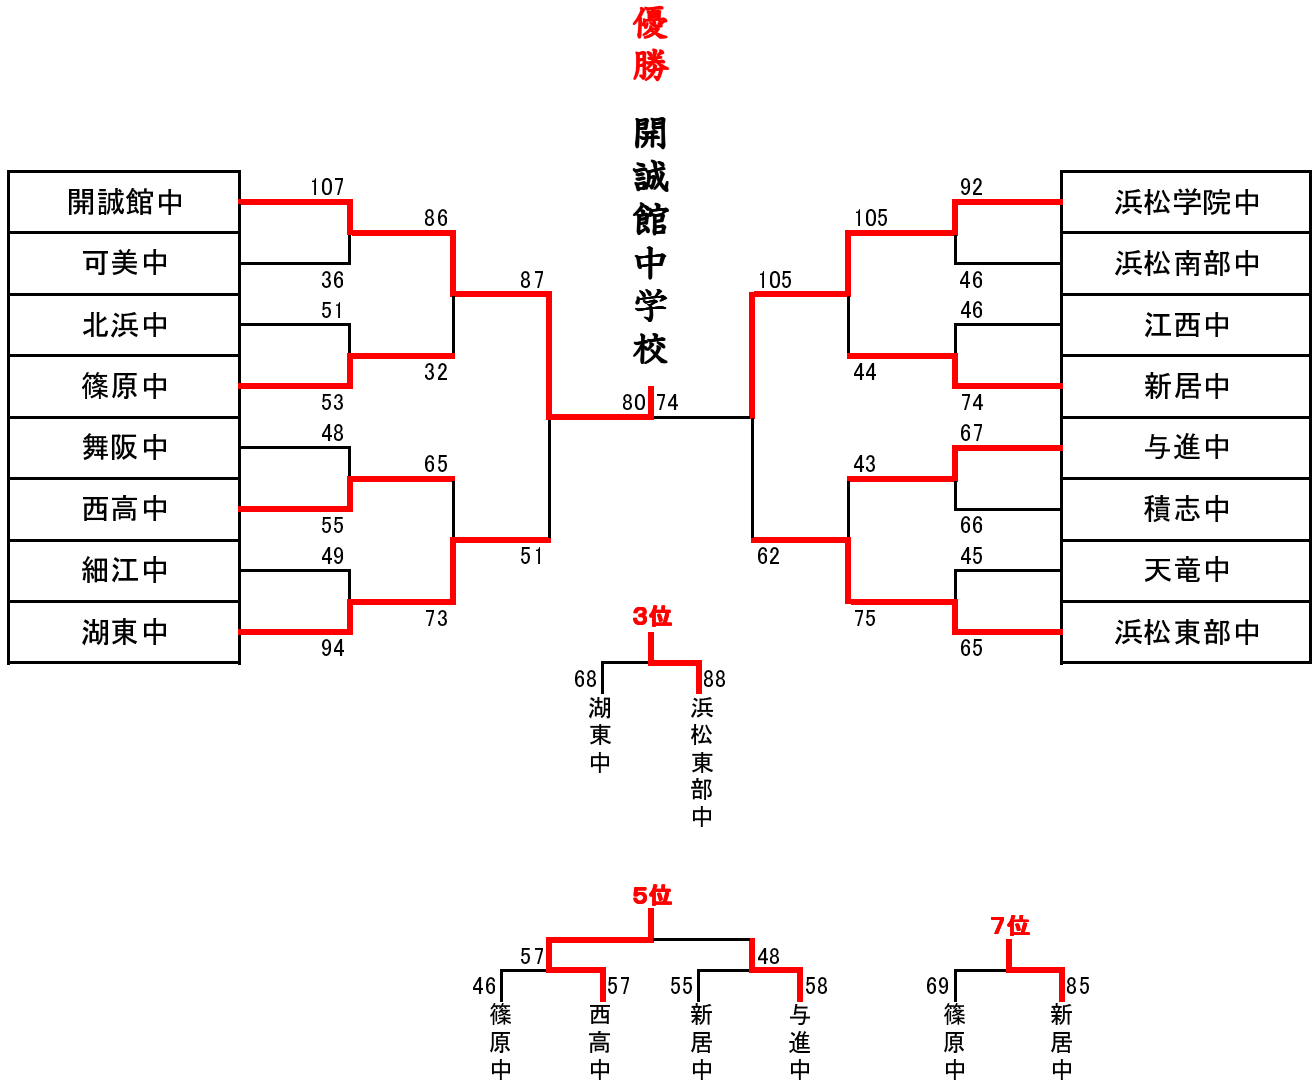 優勝 開誠館中学校
開誠館中
107
可美中
36
北浜中
51
篠原中
53
舞阪中
48
西高中
55
細江中
49
湖東中
94
86
32
65
73
87
51
80 74
105
62
105
44
43
75
92
浜松学院中
46
浜松南部中
46
江西中
74
新居中
67
与進中
66
積志中
45
天竜中
65
浜松東部中
3位
68 88
湖東中
浜松東部中
5位
57 48
46 57 55 58
篠原中
西高中
新居中
与進中
7位
69 85
篠原中
新居中